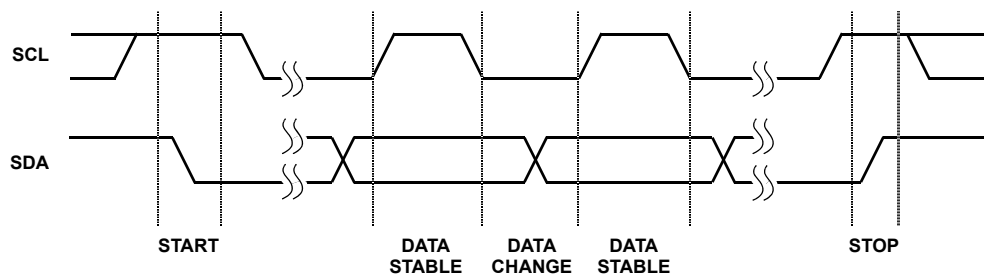 SCL
SDA
START
DATA
STABLE
DATA
CHANGE
DATA
STABLE
STOP